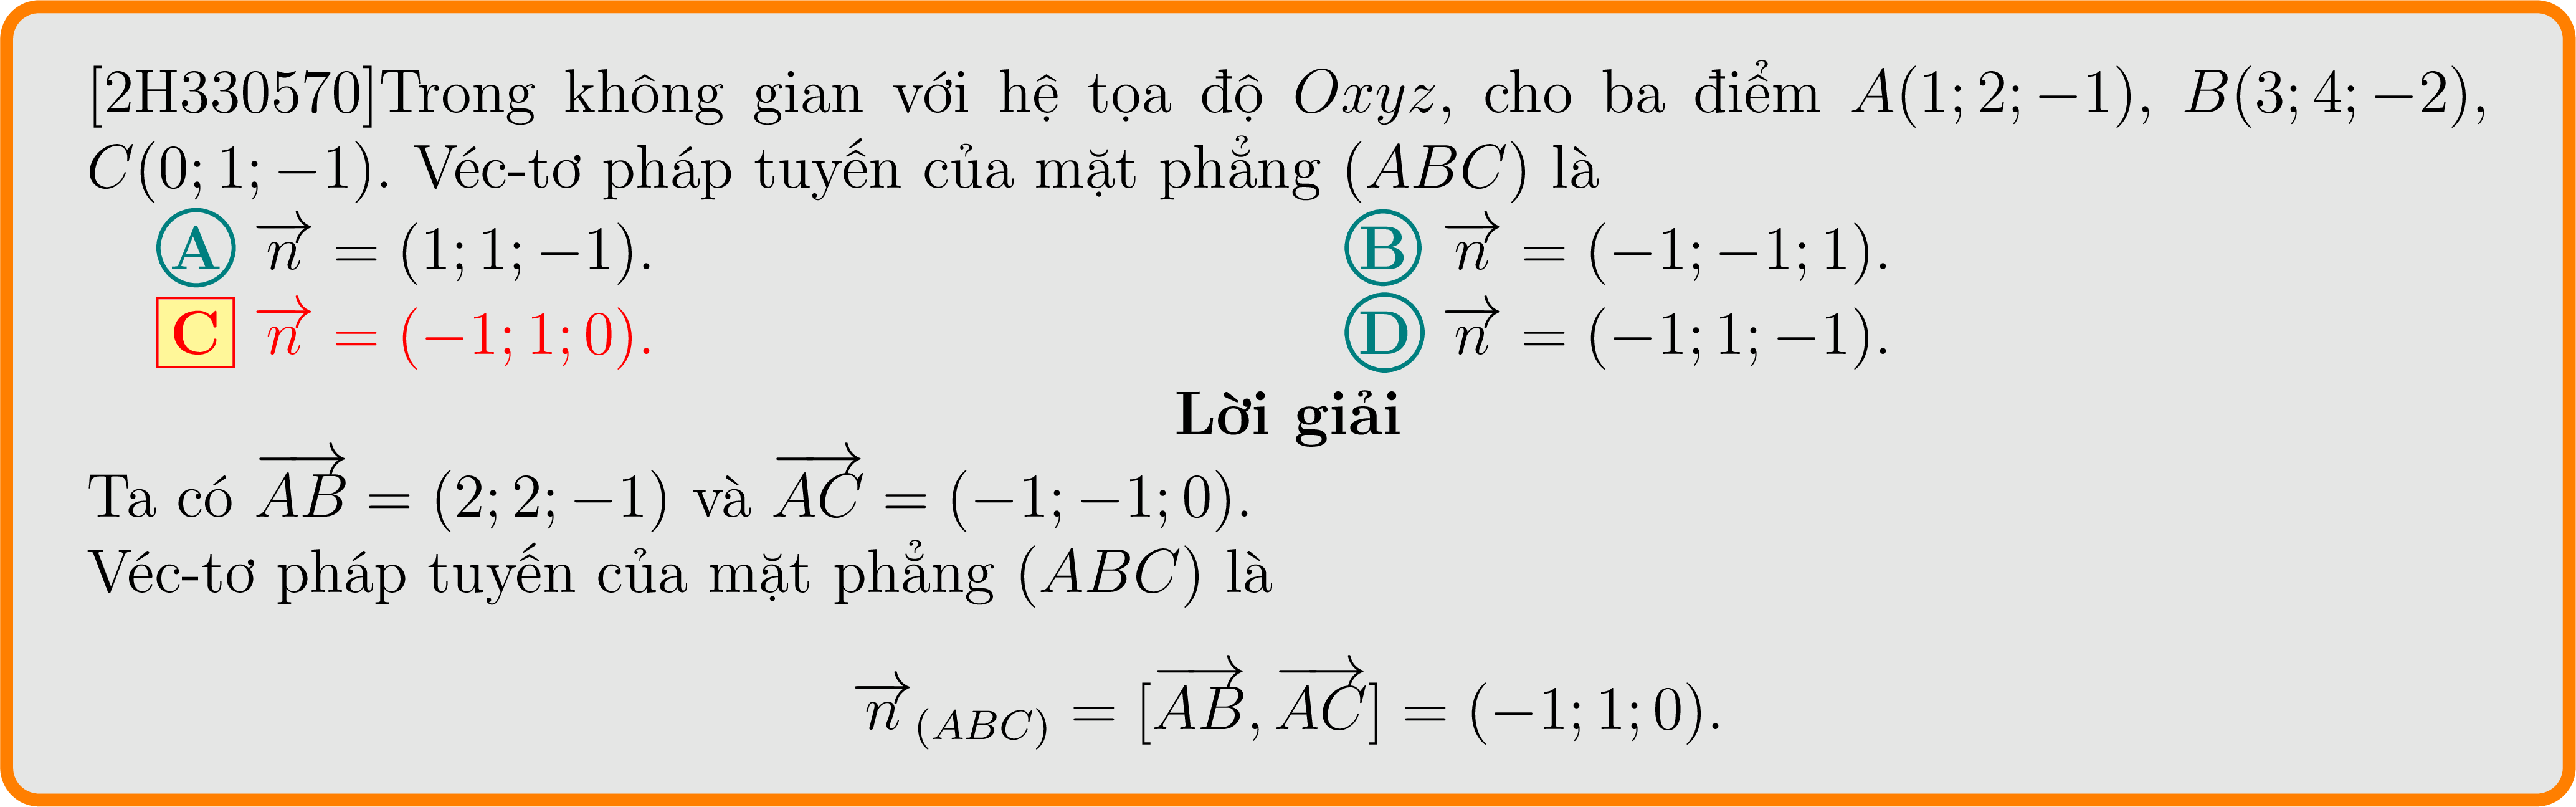 [2H330570]Trong không gian với hệ tọa độ Oxyz, cho ba điểm A(1; 2; −1), B(3; 4; −2),
C(0; 1; −1). Véc-tơ pháp tuyến của mặt phẳng (ABC) là
A $\overrightarrow{n}$ = (1; 1; −1). B $\overrightarrow{n}$ = (−1; −1; 1).
C $\overrightarrow{n}$ = (−1; 1; 0). D $\overrightarrow{n}$ = (−1; 1; −1).
Lời giải
Ta có $\overrightarrow{AB}$ = (2; 2; −1) và $\overrightarrow{AC}$ = (−1; −1; 0).
Véc-tơ pháp tuyến của mặt phẳng (ABC) là
$\overrightarrow{n}_{(ABC)}$ = [$\overrightarrow{AB}$, $\overrightarrow{AC}$] = (−1; 1; 0).